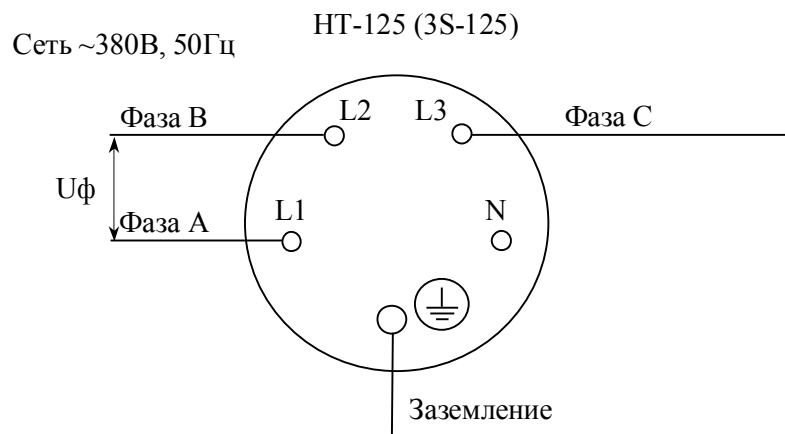 НТ-125 (3S-125)
Сеть ~380В, 50Гц
Фаза В
L2
L3
Фаза С
Uф
Фаза А
L1
N
Заземление